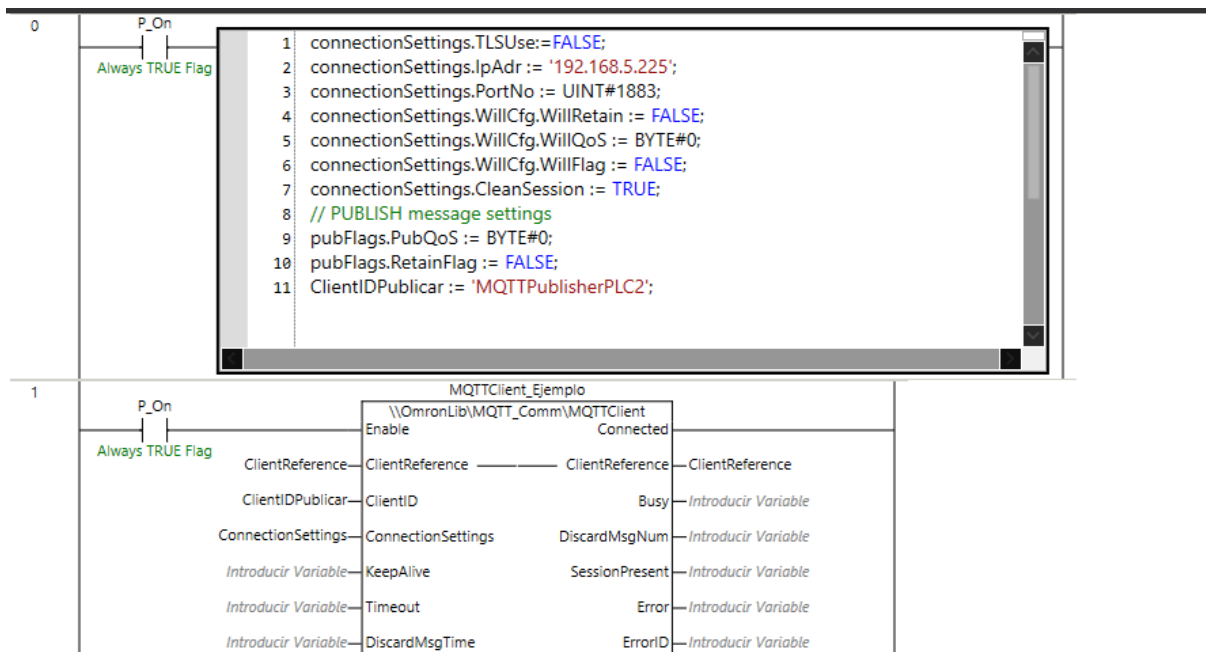 0
P_On
Always TRUE Flag
1 connectionSettings.TLSUse:=FALSE;
2 connectionSettings.IpAdr := '192.168.5.225';
3 connectionSettings.PortNo := UINT#1883;
4 connectionSettings.WillCfg.WillRetain := FALSE;
5 connectionSettings.WillCfg.WillQoS := BYTE#0;
6 connectionSettings.WillCfg.WillFlag := FALSE;
7 connectionSettings.CleanSession := TRUE;
8 // PUBLISH message settings
9 pubFlags.PubQoS := BYTE#0;
10 pubFlags.RetainFlag := FALSE;
11 ClientIDPublicar := 'MQTTPublisherPLC2';
1
MQTTClient_Ejemplo
P_On
\\OmronLib\MQTT_Comm\MQTTClient
Enable Connected
Always TRUE Flag
ClientReference ClientReference ClientReference ClientReference
ClientIDPublicar ClientID Busy Introducir Variable
ConnectionSettings ConnectionSettings DiscardMsgNum Introducir Variable
Introducir Variable KeepAlive SessionPresent Introducir Variable
Introducir Variable Timeout Error Introducir Variable
Introducir Variable DiscardMsgTime ErrorID Introducir Variable